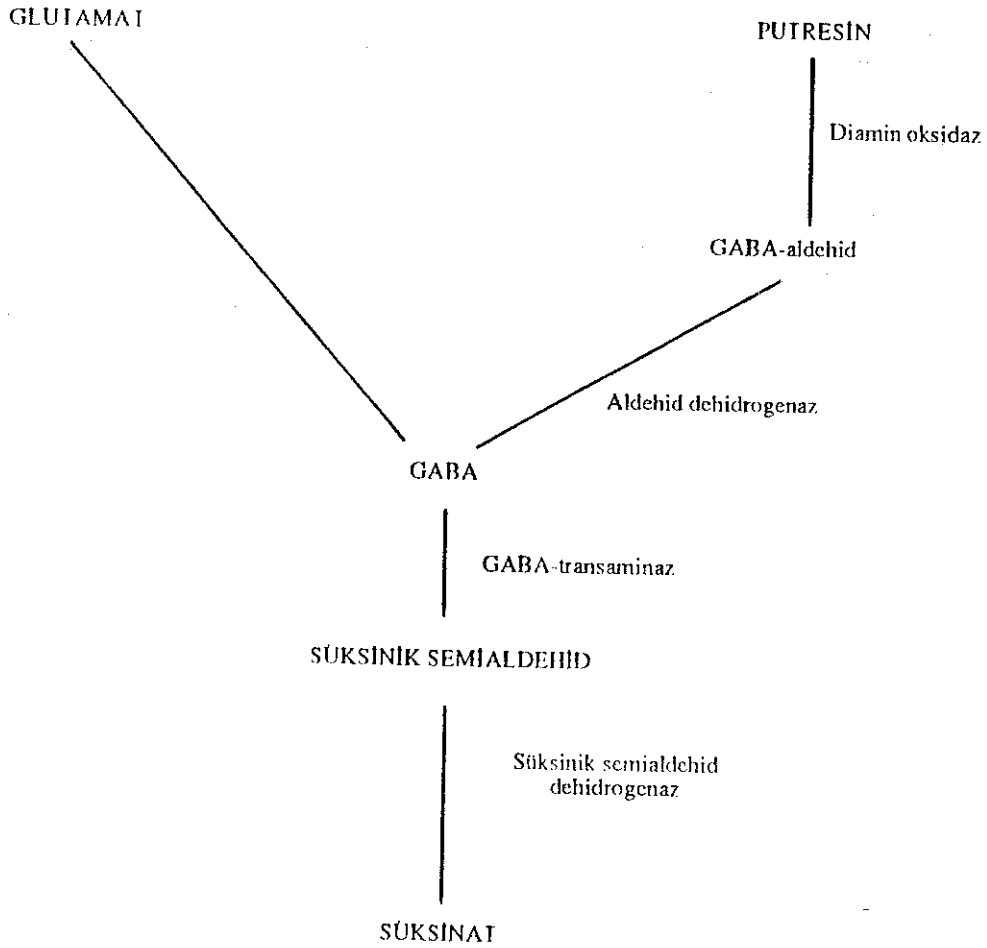 GLUTAMAT
PUTRESİN
Diamin oksidaz
GABA-aldehid
Aldehid dehidrogenaz
GABA
GABA-transaminaz
SÜKSİNİK SEMİALDEHİD
Süksinik semialdehid
dehidrogenaz
SÜKSİNAT